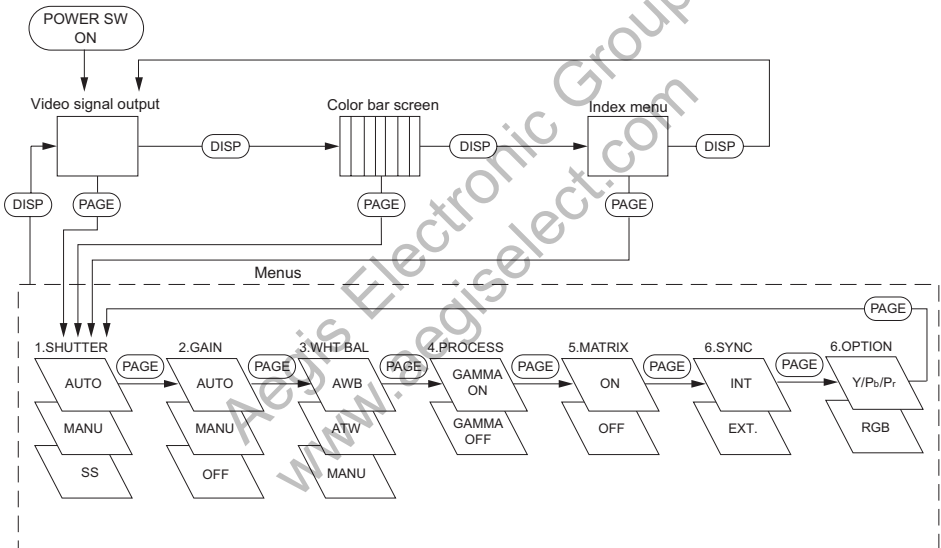 POWER SW
ON
Video signal output
Color bar screen
Index menu
DISP
DISP
DISP
DISP
PAGE
PAGE
PAGE
Menus
PAGE
1.SHUTTER
2.GAIN
3.WHT BAL
4.PROCESS
5.MATRIX
6.SYNC
6.OPTION
PAGE
PAGE
PAGE
PAGE
PAGE
PAGE
AUTO
AUTO
AWB
GAMMA
ON
ON
INT
Y/Pb/Pr
MANU
MANU
ATW
GAMMA
OFF
OFF
EXT.
RGB
SS
OFF
MANU
Aegis Electronic Group
www.aegiselect.com